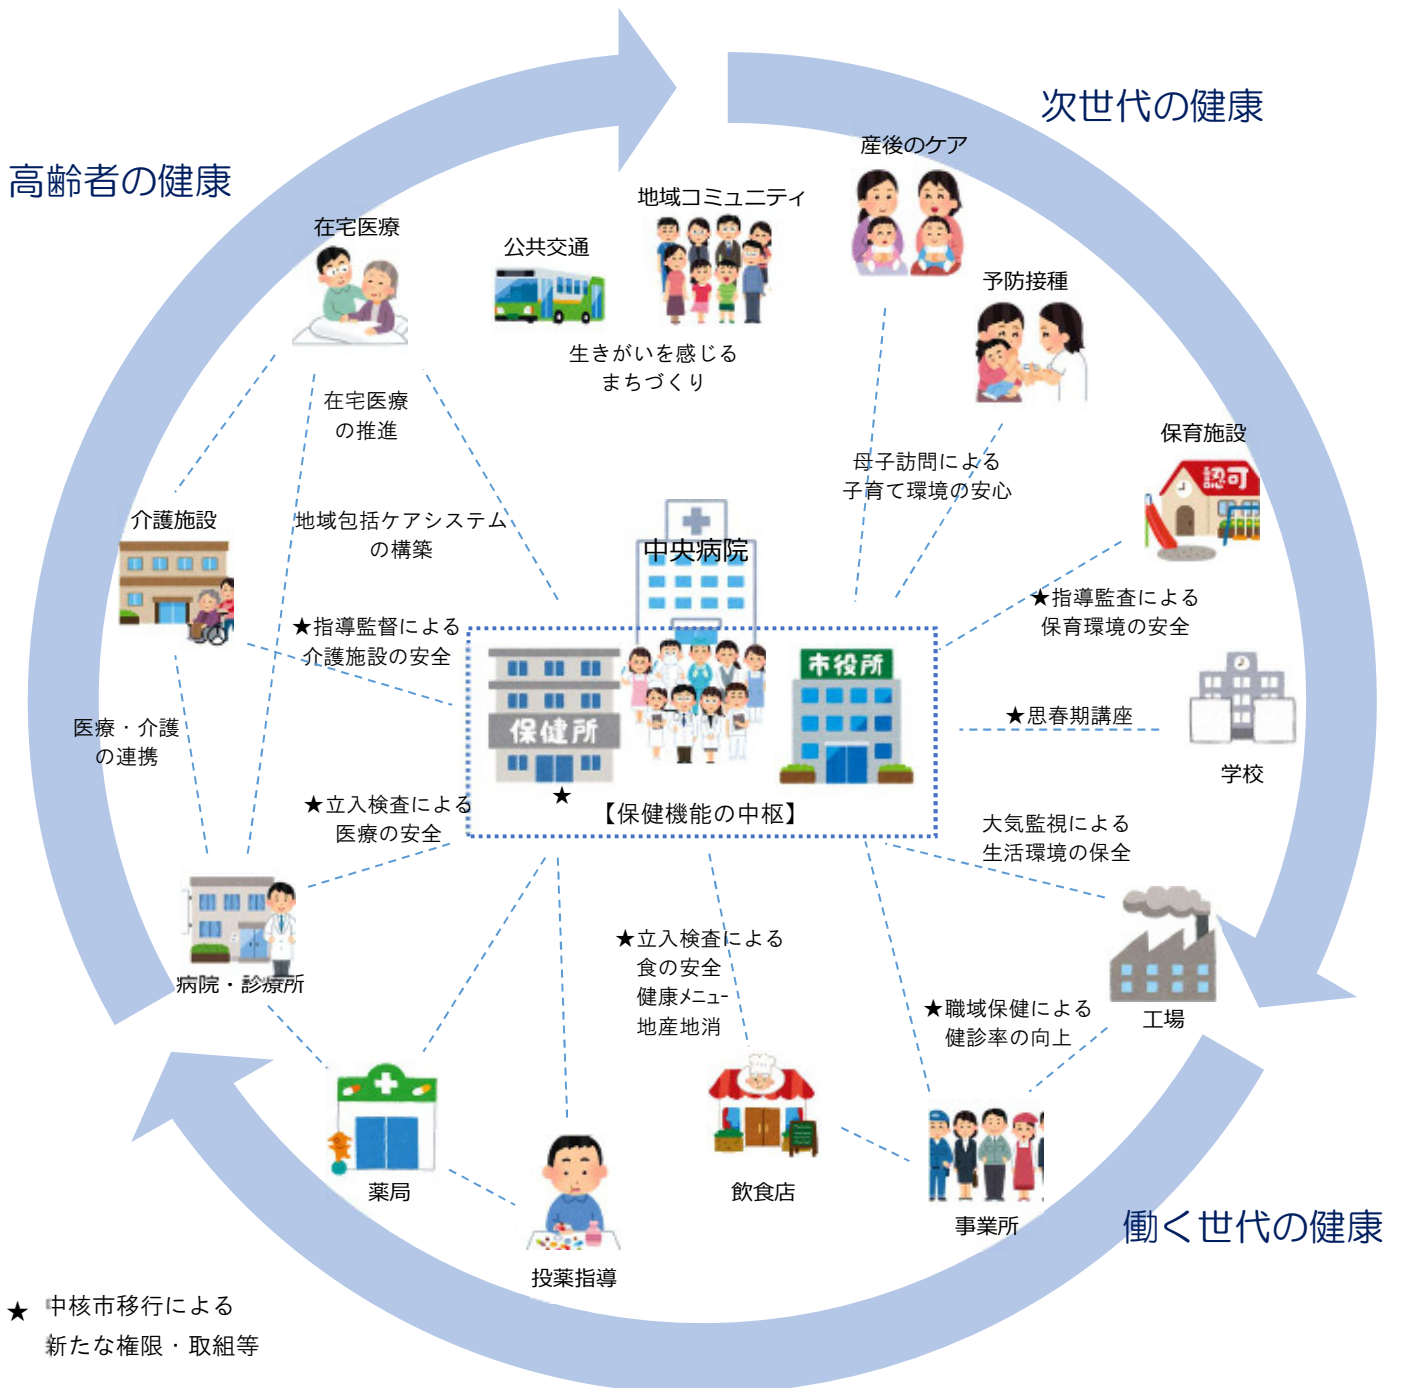 次世代の健康
高齢者の健康
産後のケア
地域コミュニティ
在宅医療
公共交通
予防接種
生きがいを感じる
まちづくり
在宅医療
の推進
保育施設
認可
母子訪問による
子育て環境の安心
介護施設
地域包括ケアシステム
の構築
中央病院
★指導監査による
保育環境の安全
★指導監督による
介護施設の安全
市役所
保健所
★思春期講座
医療・介護
の連携
学校
★
【保健機能の中枢】
★立入検査による
医療の安全
大気監視による
生活環境の保全
病院・診療所
★立入検査による
食の安全
健康メニュー
地産地消
★職域保健による
健診率の向上
工場
薬局
飲食店
事業所
働く世代の健康
投薬指導
★ 中核市移行による
新たな権限・取組等